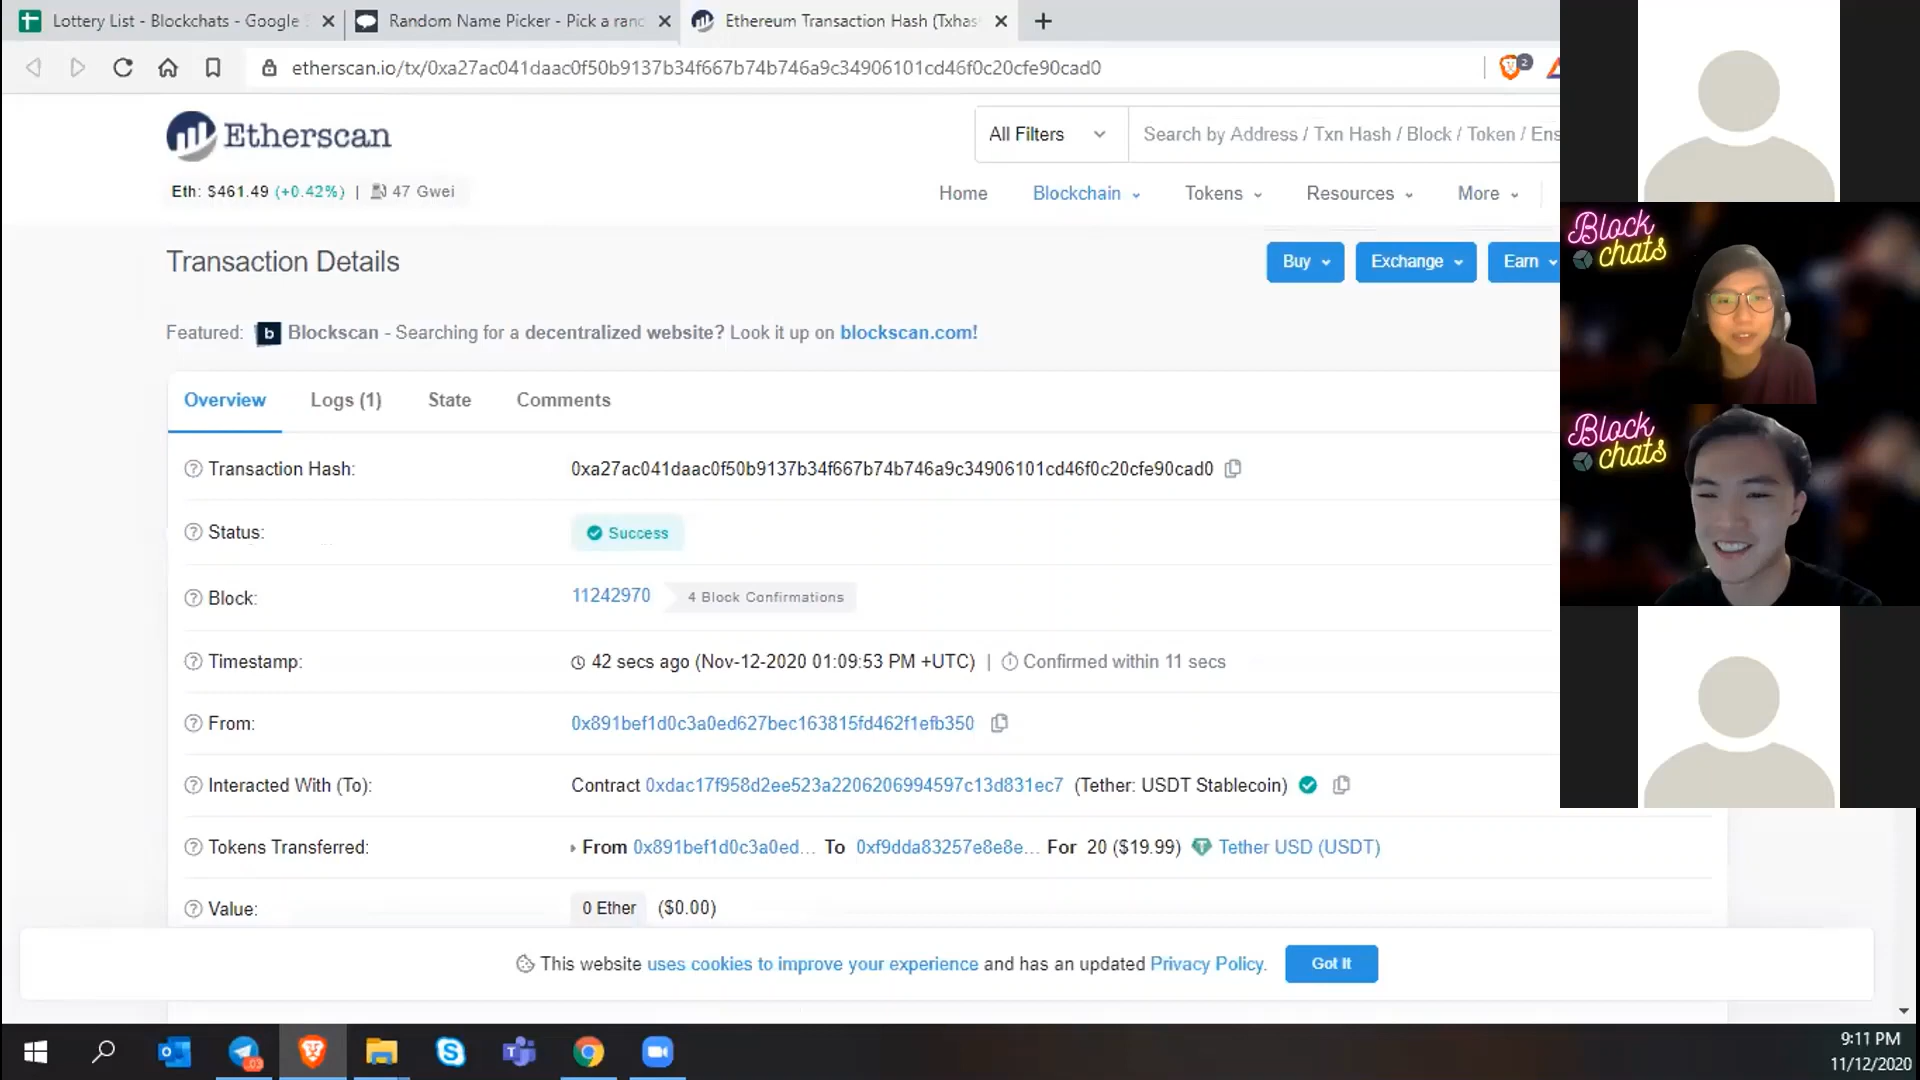 Lottery List - Blockchats - Google
Random Name Picker - Pick a ranc
Ethereum Transaction Hash (Txhas
etherscan.io/tx/0xa27ac041daac0f50b9137b34f667b74b746a9c34906101cd46f0c20cfe90cad0
2
Etherscan
All Filters
Search by Address / Txn Hash / Block / Token / Ens
Eth: $461.49 (+0.42%) | 47 Gwei
Home Blockchain Tokens Resources More
Transaction Details
Buy Exchange Earn
Featured: b Blockscan - Searching for a decentralized website? Look it up on blockscan.com!
Overview Logs (1) State Comments
Transaction Hash: 0xa27ac041daac0f50b9137b34f667b74b746a9c34906101cd46f0c20cfe90cad0
Status: Success
Block: 11242970 4 Block Confirmations
Timestamp: 42 secs ago (Nov-12-2020 01:09:53 PM +UTC) | Confirmed within 11 secs
From: 0x891bef1d0c3a0ed627bec163815fd462f1efb350
Interacted With (To): Contract 0xdac17f958d2ee523a2206206994597c13d831ec7 (Tether: USDT Stablecoin)
Tokens Transferred: From 0x891bef1d0c3a0ed... To 0xf9dda83257e8e8e... For 20 ($19.99) Tether USD (USDT)
Value: 0 Ether ($0.00)
This website uses cookies to improve your experience and has an updated Privacy Policy. Got It
Block
chats
Block
chats
9:11 PM
11/12/2020